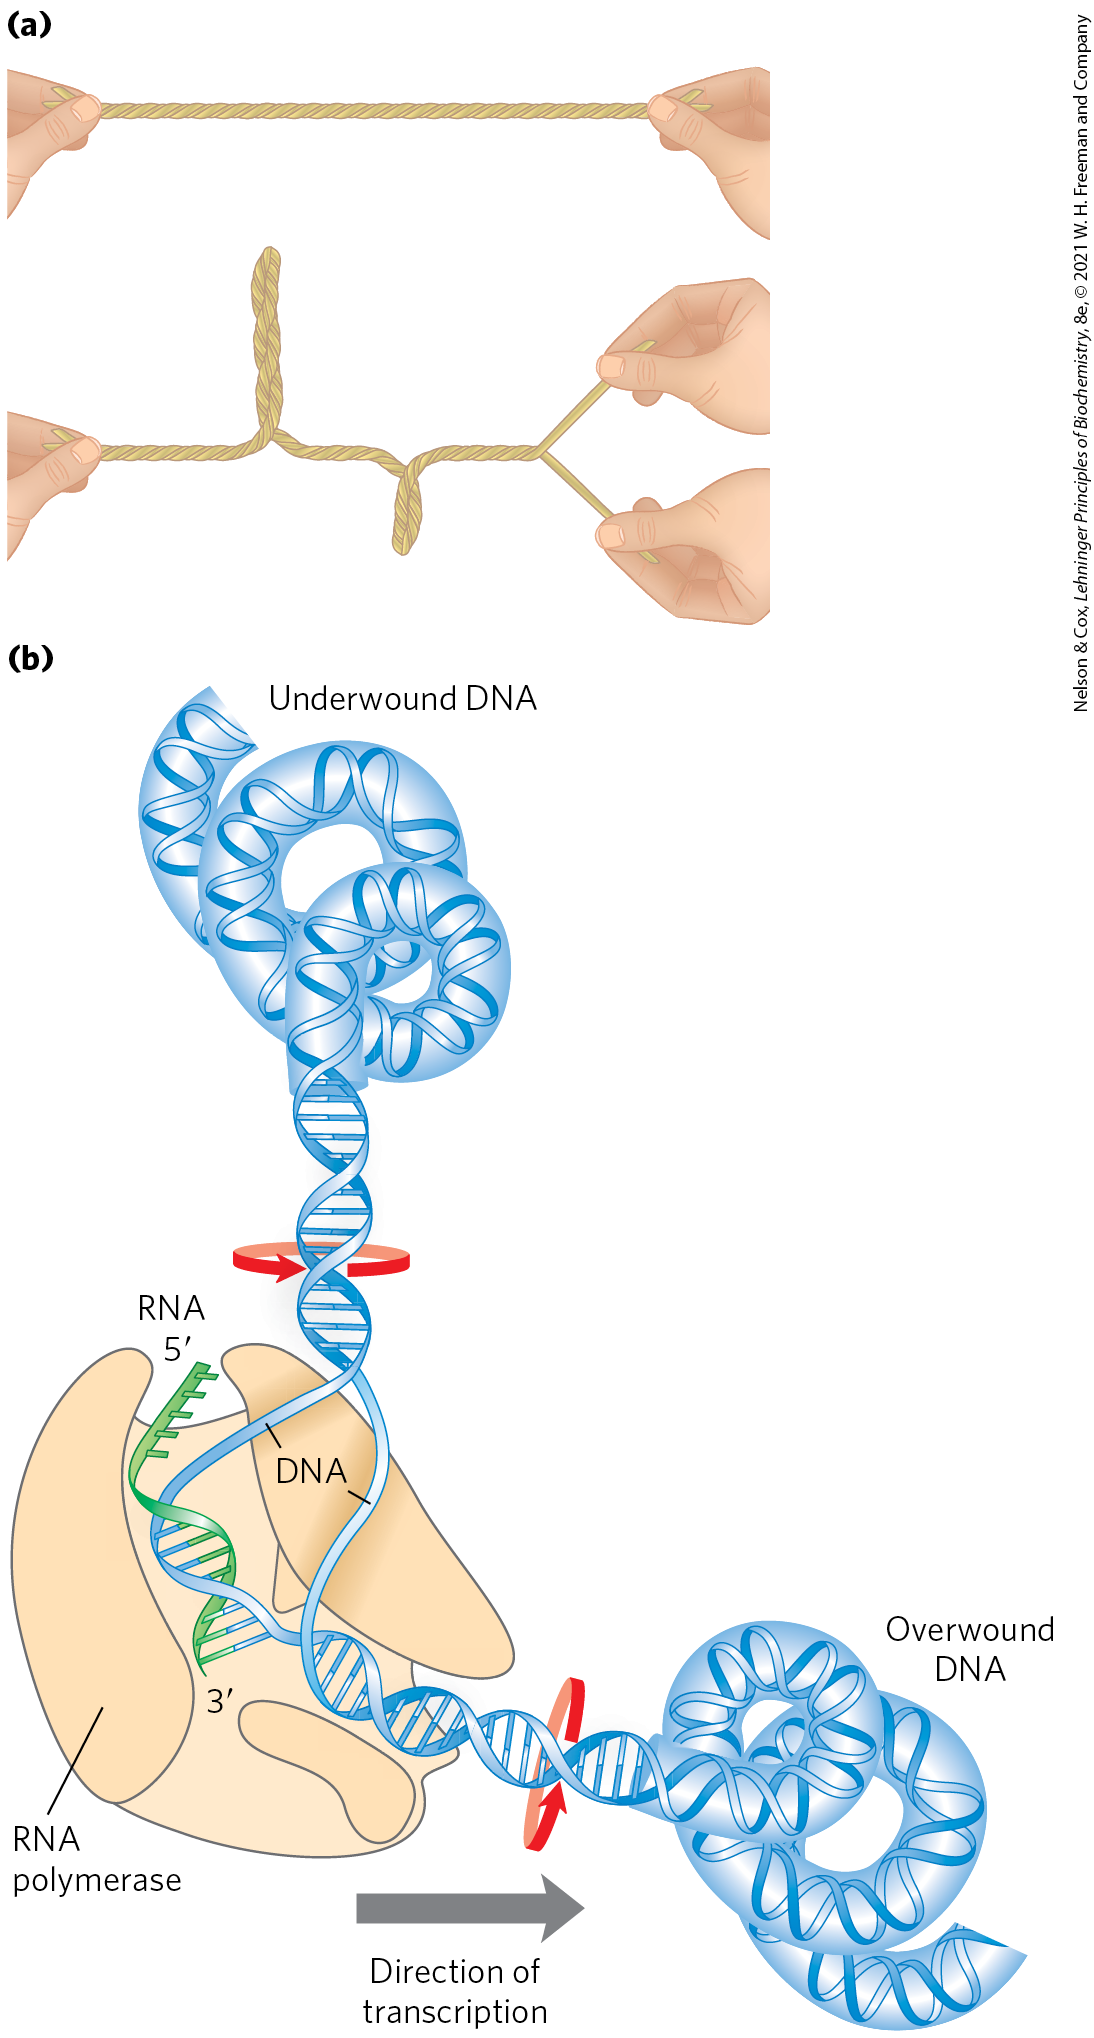 (a)
Nelson & Cox, Lehninger Principles of Biochemistry, 8e, © 2021 W. H. Freeman and Company
(b)
Underwound DNA
RNA
5′
DNA
3′
Overwound
DNA
RNA
polymerase
Direction of
transcription